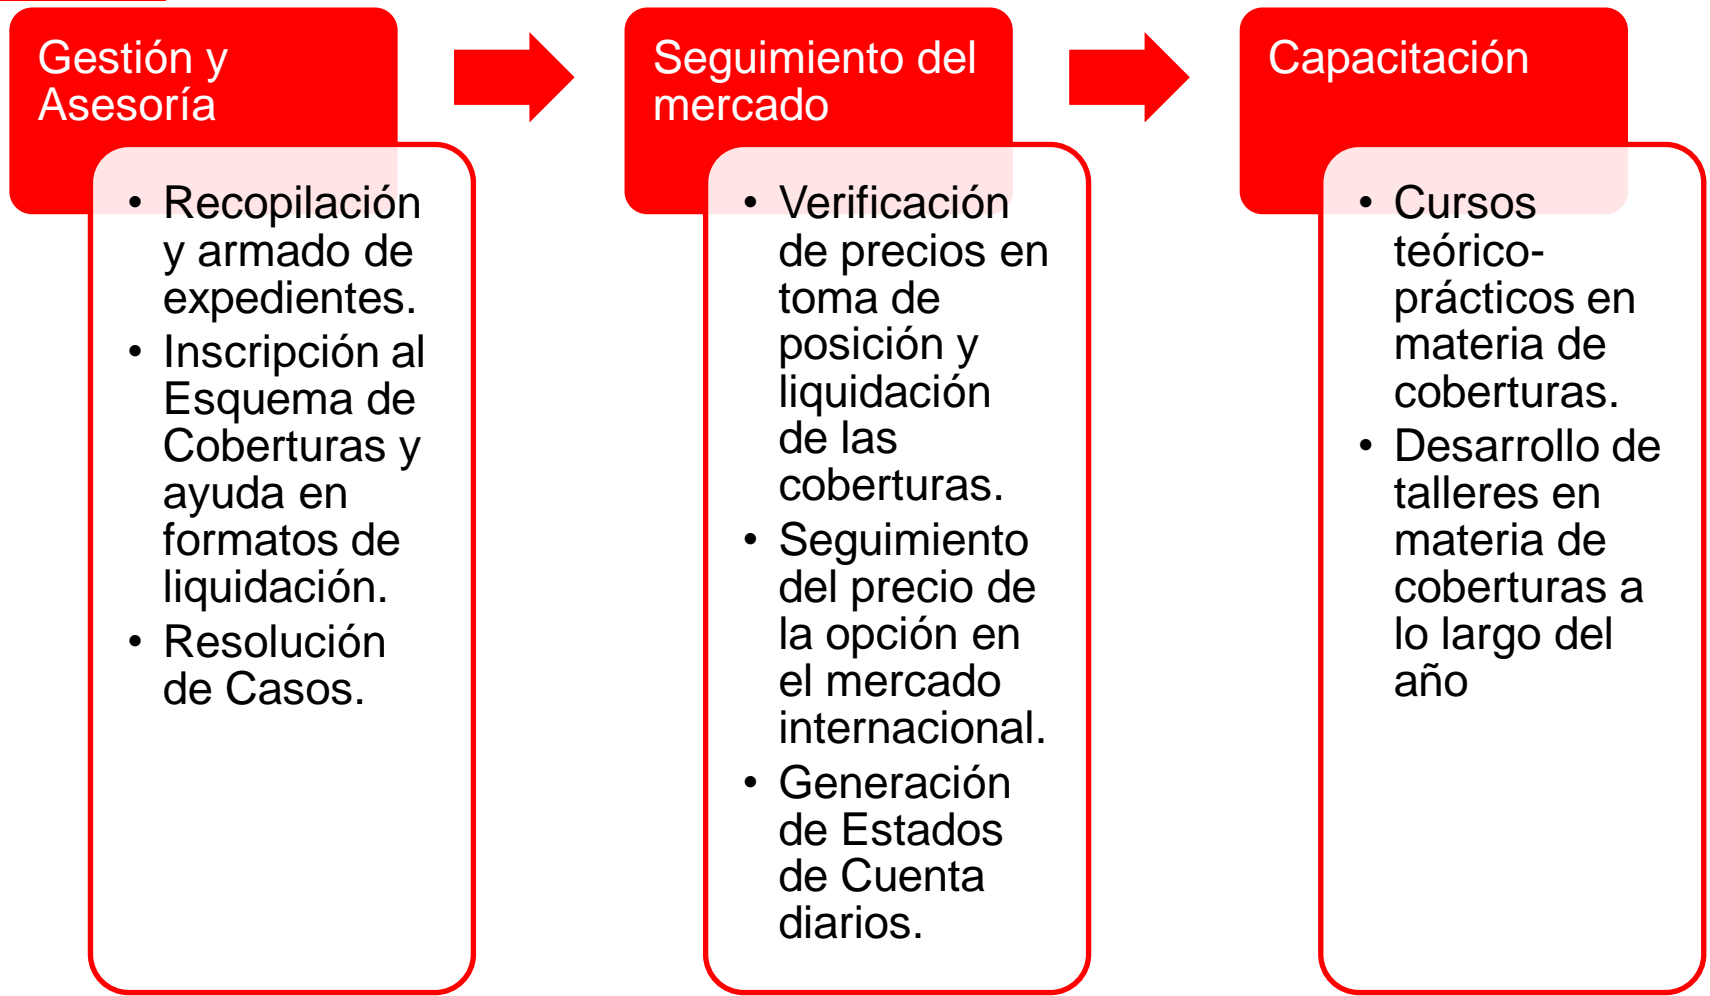 Gestión y
Asesoría
• Recopilación
y armado de
expedientes.
• Inscripción al
Esquema de
Coberturas y
ayuda en
formatos de
liquidación.
• Resolución
de Casos.
Seguimiento del
mercado
• Verificación
de precios en
toma de
posición y
liquidación
de las
coberturas.
• Seguimiento
del precio de
la opción en
el mercado
internacional.
• Generación
de Estados
de Cuenta
diarios.
Capacitación
• Cursos
teórico-
prácticos en
materia de
coberturas.
• Desarrollo de
talleres en
materia de
coberturas a
lo largo del
año